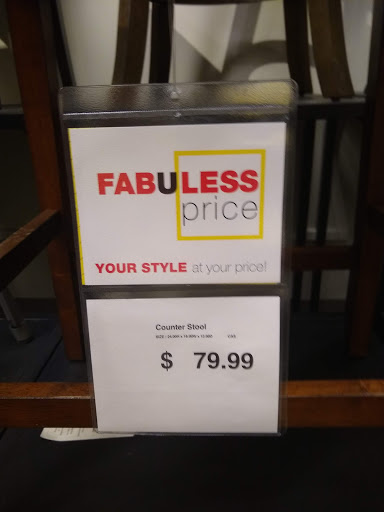 FABULESS
price
YOUR STYLE at your price!
Counter Stool
$ 79.99